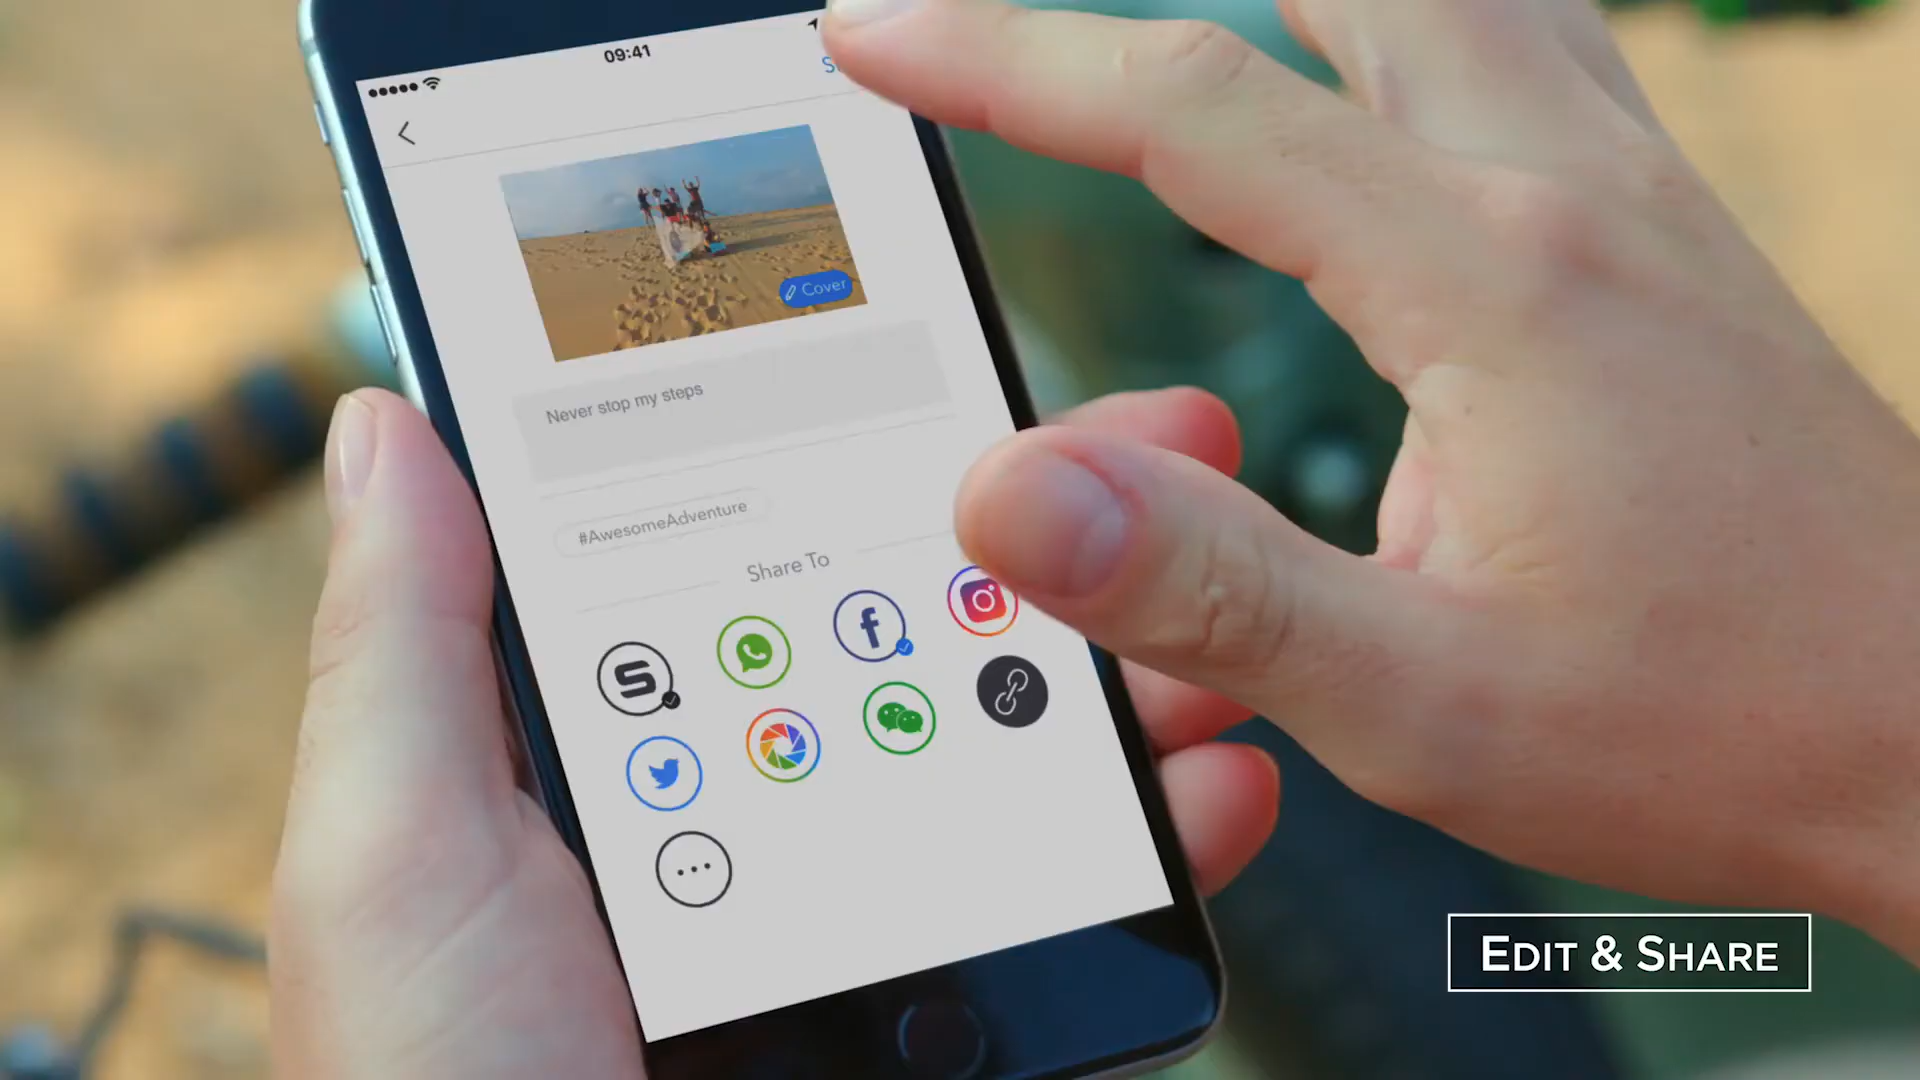 09:41
Cover
Never stop my steps
#AwesomeAdventure
Share To
EDIT & SHARE